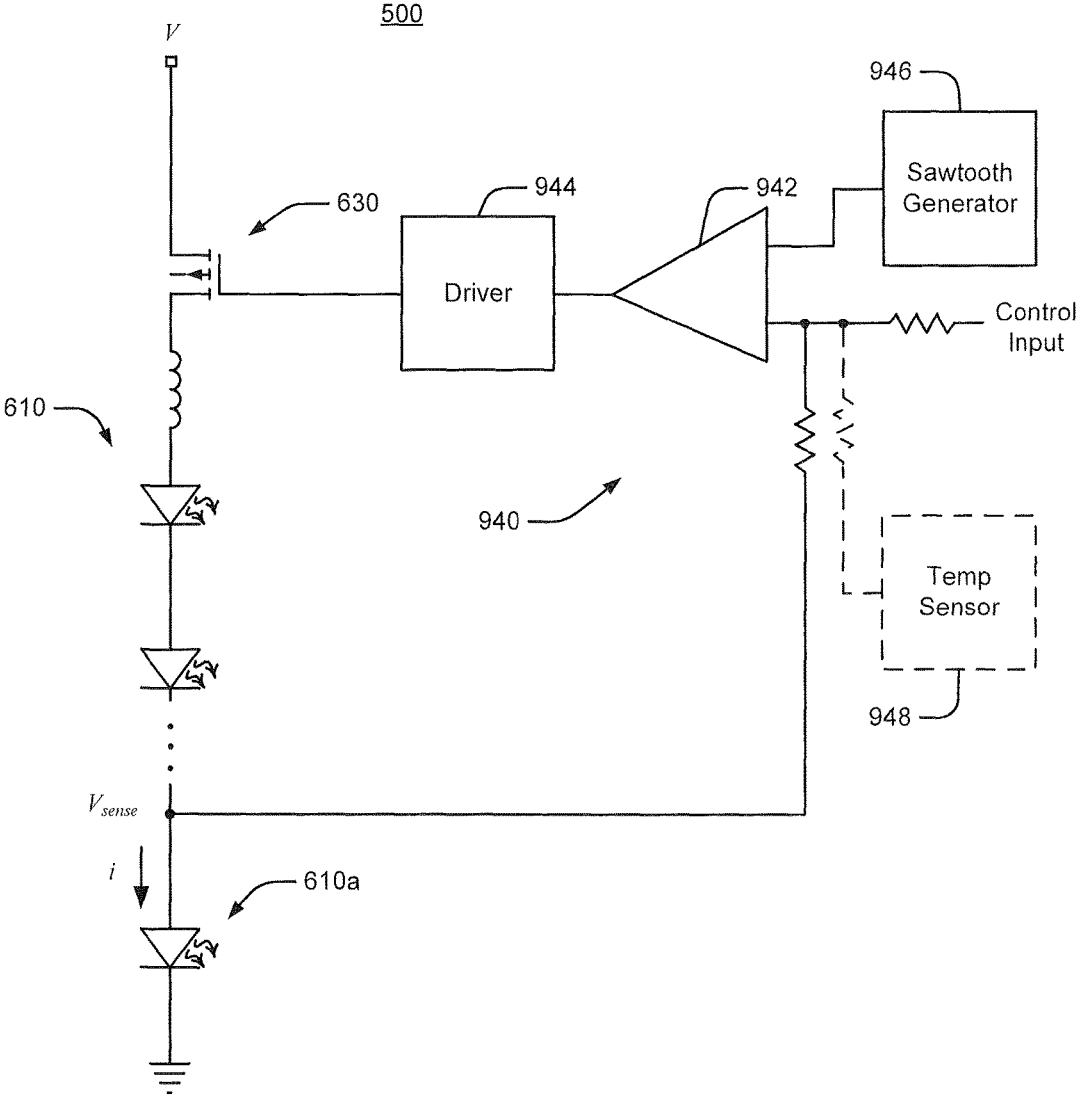 500
V
946
Sawtooth
Generator
944
942
630
Driver
Control
Input
610
940
Temp
Sensor
948
Vsense
i
610a